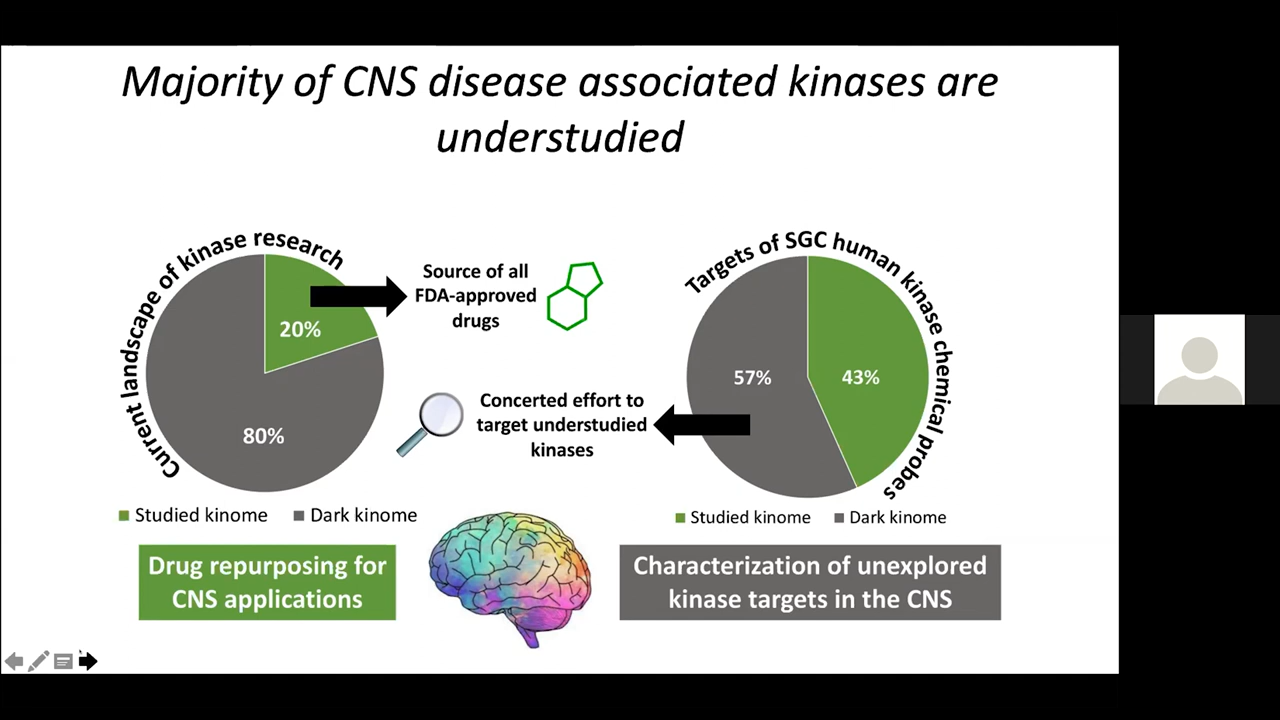 Majority of CNS disease associated kinases are
understudied
Current landscape of kinase research
20%
80%
Studied kinome
Dark kinome
Source of all
FDA-approved
drugs
Concerted effort to
target understudied
kinases
Targets of SGC human kinase chemical probes
57%
43%
Studied kinome
Dark kinome
Drug repurposing for
CNS applications
Characterization of unexplored
kinase targets in the CNS